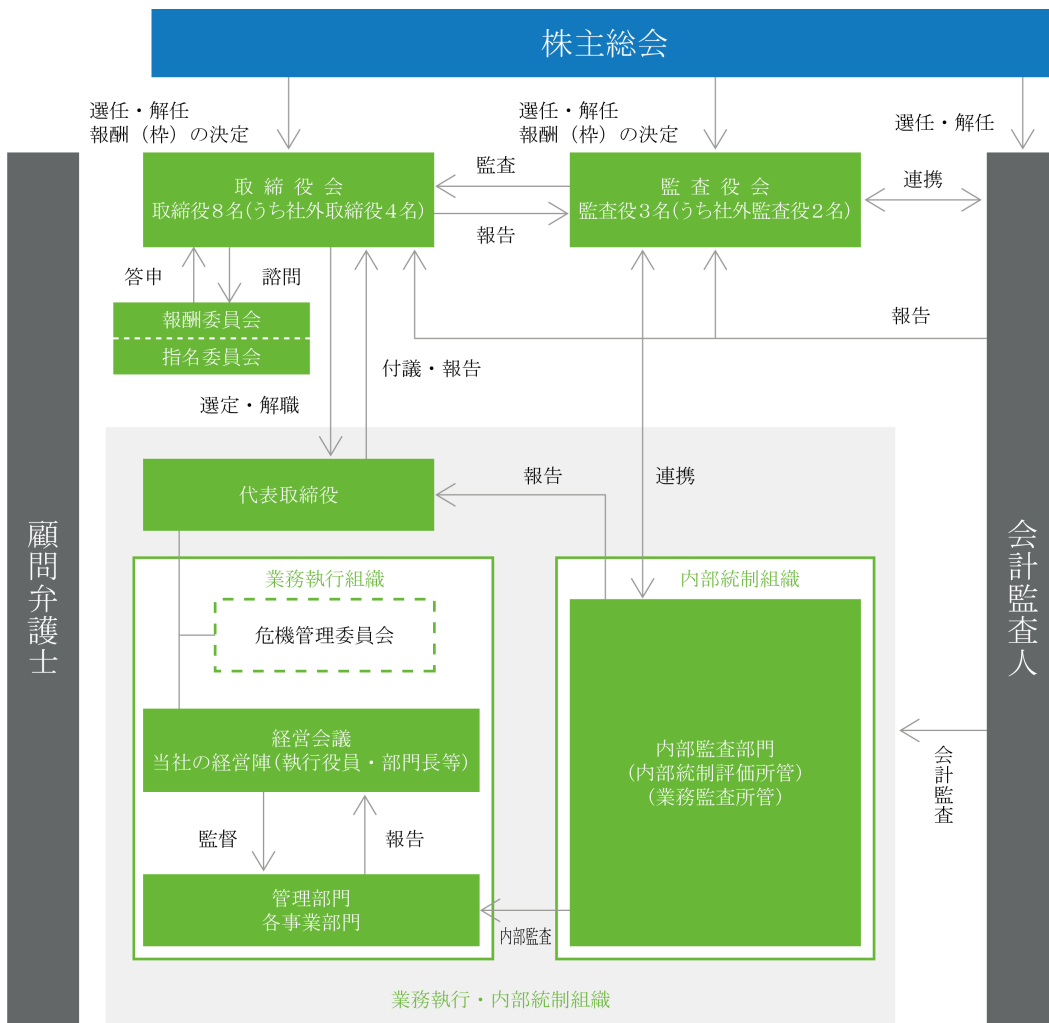 株主総会
選任・解任
報酬（枠）の決定
選任・解任
報酬（枠）の決定
選任・解任
取締役会
取締役8名(うち社外取締役4名)
監査
報告
監査役会
監査役3名(うち社外監査役2名)
連携
答申
諮問
報酬委員会
指名委員会
報告
付議・報告
選定・解職
代表取締役
報告
連携
顧問弁護士
会計監査人
業務執行組織
危機管理委員会
経営会議
当社の経営陣(執行役員・部門長等)
監督
報告
管理部門
各事業部門
内部統制組織
内部監査部門
(内部統制評価所管)
(業務監査所管)
内部監査
会計監査
業務執行・内部統制組織